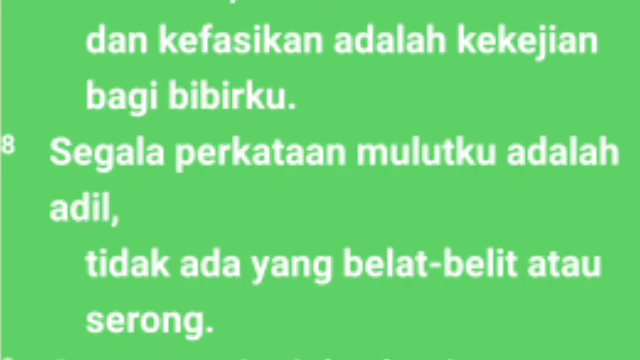 dan kefasikan adalah kekejian
bagi bibirku.
8 Segala perkataan mulutku adalah
adil,
tidak ada yang belat-belit atau
serong.